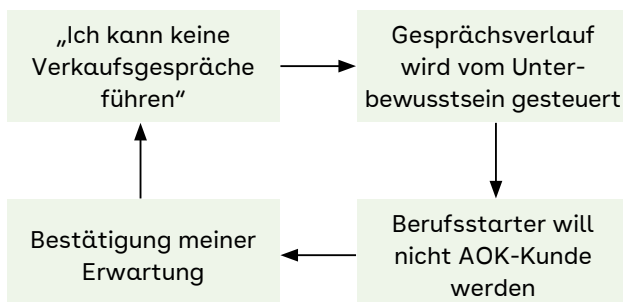 „Ich kann keine
Verkaufsgespräche
führen“
Gesprächsverlauf
wird vom Unter-
bewusstsein gesteuert
Berufsstarter will
nicht AOK-Kunde
werden
Bestätigung meiner
Erwartung